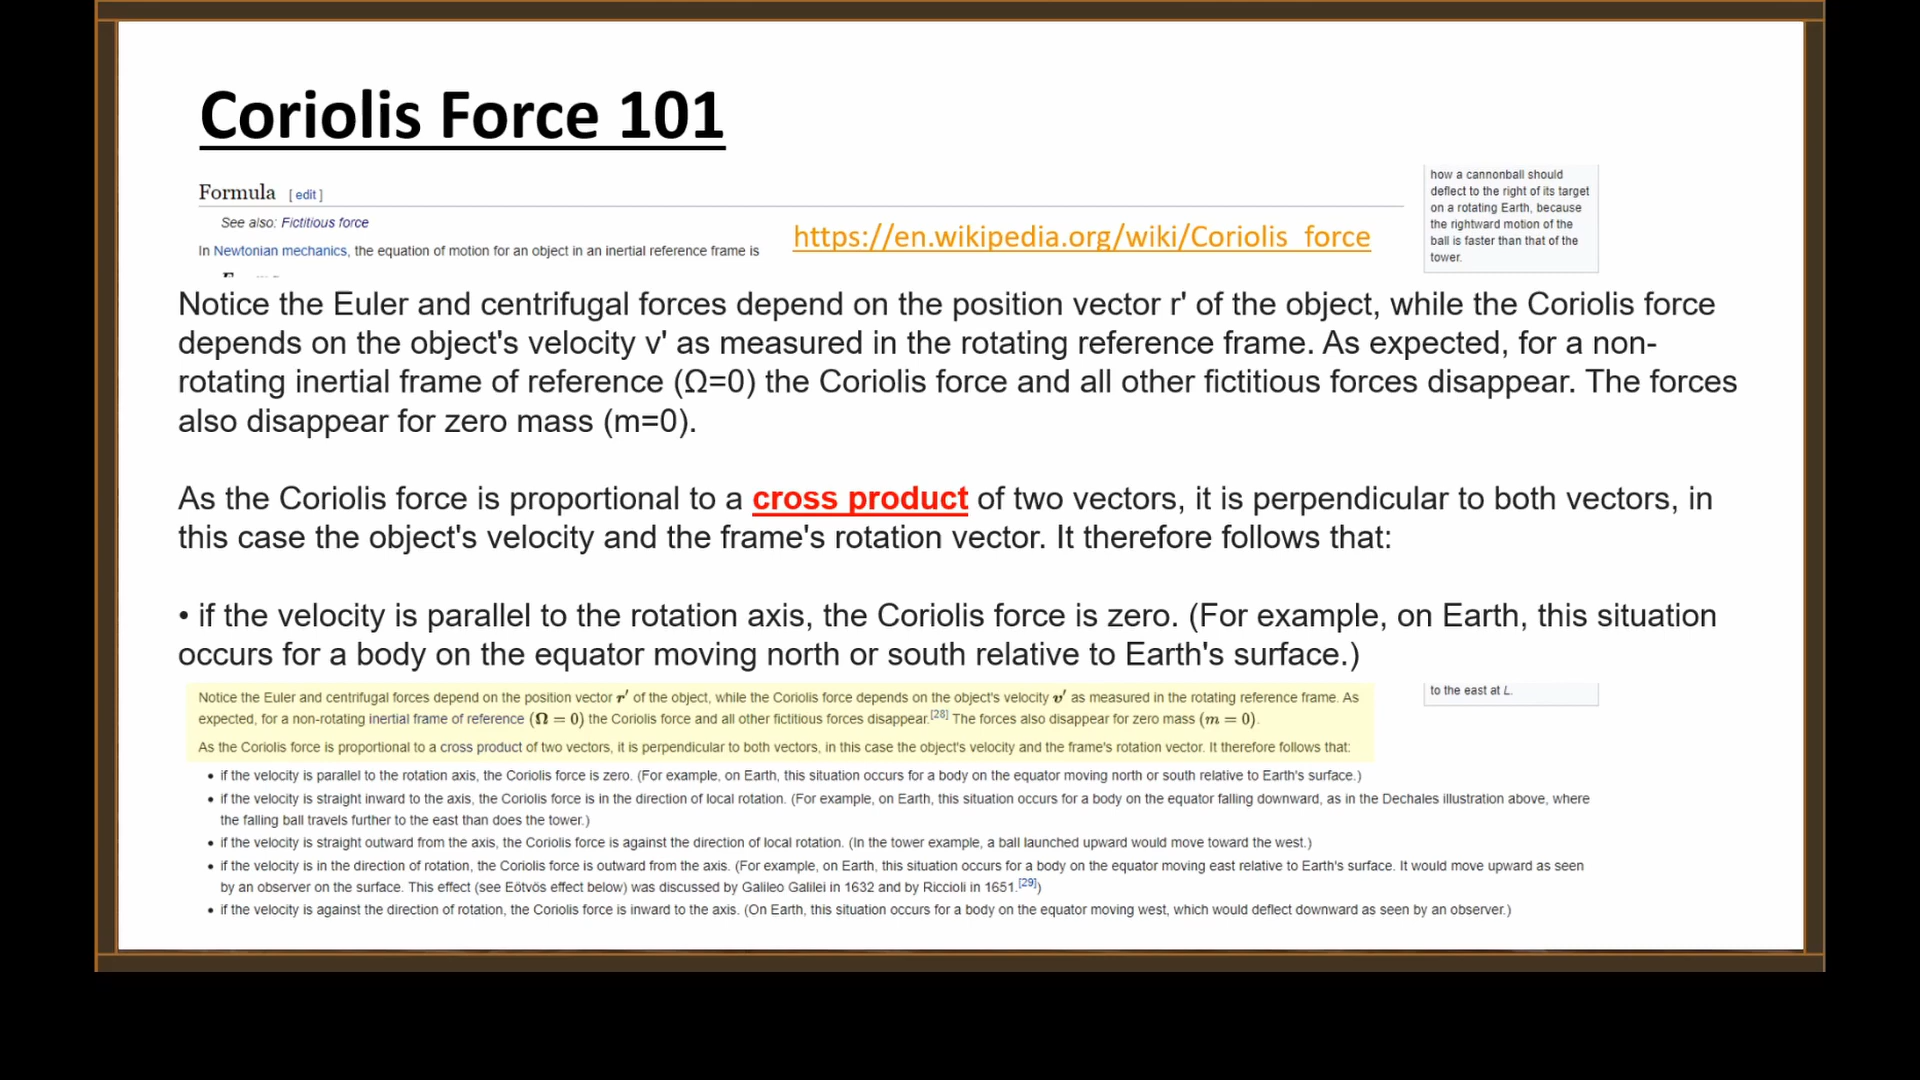 Coriolis Force 101
Formula [ edit ]
See also: Fictitious force
In Newtonian mechanics, the equation of motion for an object in an inertial reference frame is
https://en.wikipedia.org/wiki/Coriolis_force
how a cannonball should
deflect to the right of its target
on a rotating Earth, because
the rightward motion of the
ball is faster than that of the
tower.
Notice the Euler and centrifugal forces depend on the position vector r' of the object, while the Coriolis force
depends on the object's velocity v' as measured in the rotating reference frame. As expected, for a non-
rotating inertial frame of reference (Ω=0) the Coriolis force and all other fictitious forces disappear. The forces
also disappear for zero mass (m=0).
As the Coriolis force is proportional to a cross product of two vectors, it is perpendicular to both vectors, in
this case the object's velocity and the frame's rotation vector. It therefore follows that:
• if the velocity is parallel to the rotation axis, the Coriolis force is zero. (For example, on Earth, this situation
occurs for a body on the equator moving north or south relative to Earth's surface.)
to the east at L.
Notice the Euler and centrifugal forces depend on the position vector r′ of the object, while the Coriolis force depends on the object's velocity v′ as measured in the rotating reference frame. As
expected, for a non-rotating inertial frame of reference (Ω = 0) the Coriolis force and all other fictitious forces disappear.[28] The forces also disappear for zero mass (m = 0).
As the Coriolis force is proportional to a cross product of two vectors, it is perpendicular to both vectors, in this case the object's velocity and the frame's rotation vector. It therefore follows that:
• if the velocity is parallel to the rotation axis, the Coriolis force is zero. (For example, on Earth, this situation occurs for a body on the equator moving north or south relative to Earth's surface.)
• if the velocity is straight inward to the axis, the Coriolis force is in the direction of local rotation. (For example, on Earth, this situation occurs for a body on the equator falling downward, as in the Dechales illustration above, where
the falling ball travels further to the east than does the tower.)
• if the velocity is straight outward from the axis, the Coriolis force is against the direction of local rotation. (In the tower example, a ball launched upward would move toward the west.)
• if the velocity is in the direction of rotation, the Coriolis force is outward from the axis. (For example, on Earth, this situation occurs for a body on the equator moving east relative to Earth's surface. It would move upward as seen
by an observer on the surface. This effect (see Eötvös effect below) was discussed by Galileo Galilei in 1632 and by Riccioli in 1651.[29])
• if the velocity is against the direction of rotation, the Coriolis force is inward to the axis. (On Earth, this situation occurs for a body on the equator moving west, which would deflect downward as seen by an observer.)